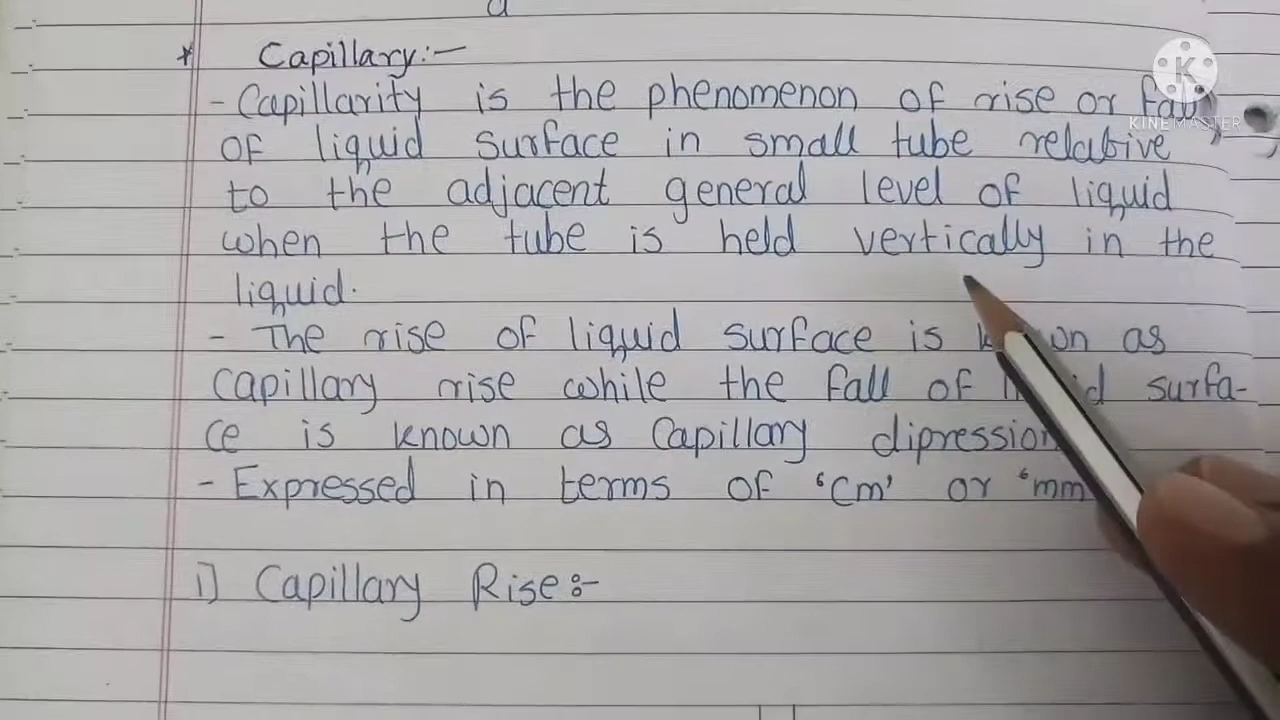 * Capillary:-
- Capillarity is the phenomenon of rise or fall
of liquid surface in small tube relative
to the adjacent general level of liquid
when the tube is held vertically in the
liquid.
- The rise of liquid surface is known as
capillary rise while the fall of liquid surfa-
ce is known as capillary dipression
- Expressed in terms of 'cm' or 'mm
i) Capillary Rise:-
K
KINEMASTER